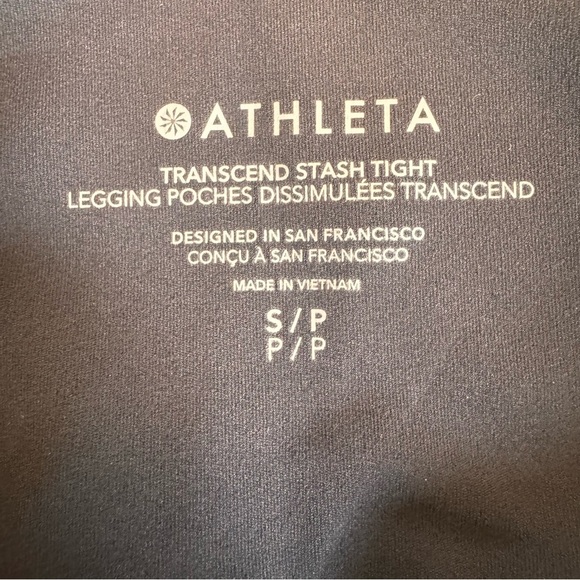 ATHLETA
TRANSCEND STASH TIGHT
LEGGING POCHES DISSIMULÉES TRANSCEND
DESIGNED IN SAN FRANCISCO
CONÇU À SAN FRANCISCO
MADE IN VIETNAM
S/P
P/P